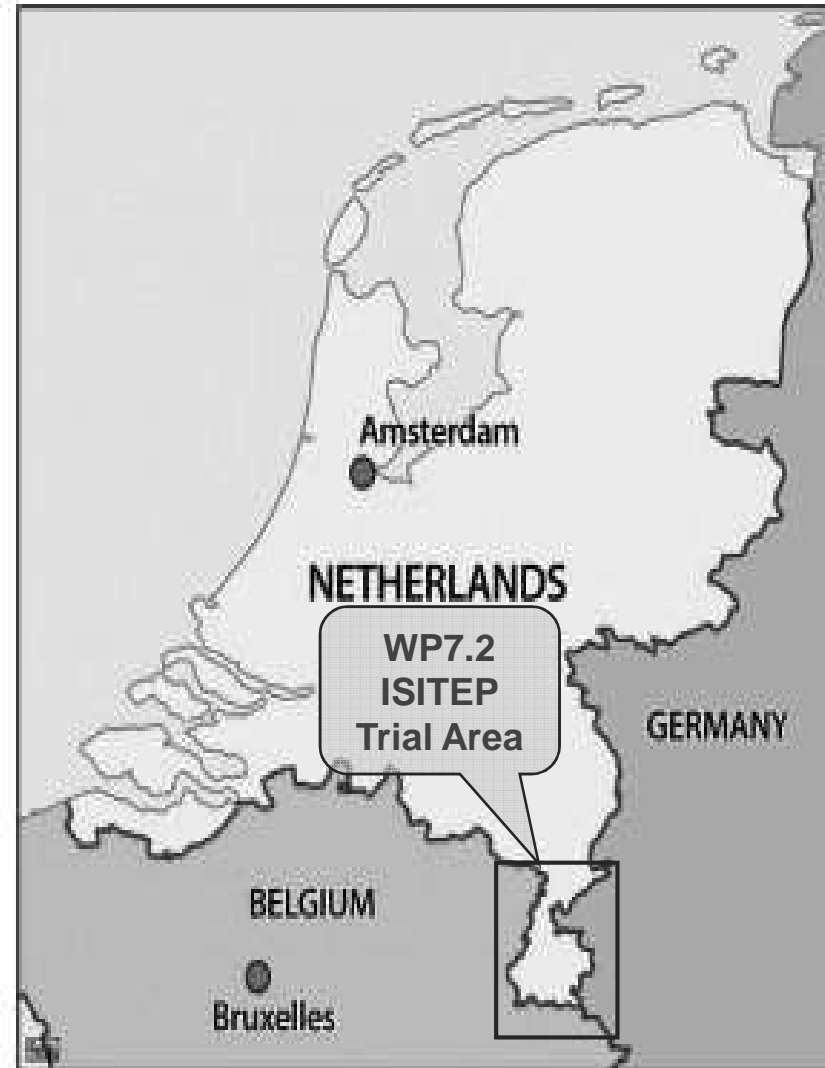 Amsterdam
NETHERLANDS
WP7.2
ISITEP
Trial Area
GERMANY
BELGIUM
Bruxelles